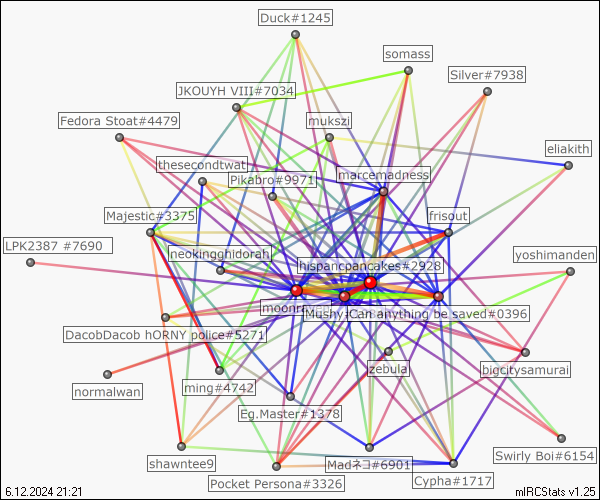 Duck#1245
somass
Silver#7938
JKOUYH VIII#7034
Fedora Stoat#4479
mukszi
eliakith
thesecondtwat
marcemadness
Pikabro#9971
Majestic#3375
frisout
LPK2387 #7690
neokingghidorah
yoshimanden
hispancpancakes#2928
moonr
Mushy
Can anything be saved#0396
DacobDacob hORNY police#5271
zebula
bigcitysamurai
normalwan
ming#4742
Eg.Master#1378
Swirly Boi#6154
shawntee9
Madネコ#6901
Pocket Persona#3326
Cypha#1717
6.12.2024 21:21
mIRCStats v1.25